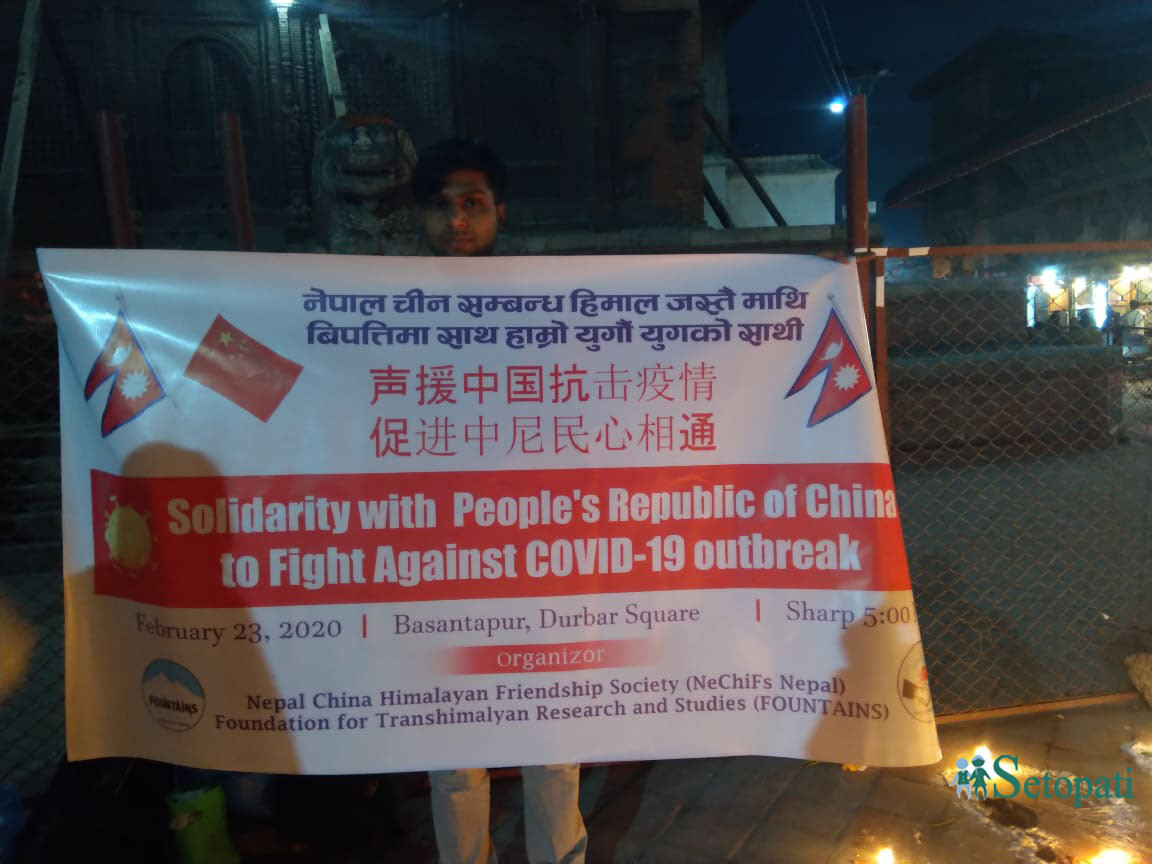 नेपाल चीन सम्बन्ध हिमाल जस्तै माथि
बिपत्तिमा साथ हाम्रो युगौं युगको साथी
声援中国抗击疫情
促进中尼民心相通
Solidarity with People's Republic of China
to Fight Against COVID-19 outbreak
February 23, 2020 | Basantapur, Durbar Square | Sharp 5:00
Organizor
Nepal China Himalayan Friendship Society (NeChiFs Nepal)
Foundation for Transhimalyan Research and Studies (FOUNTAINS)
FOUNTAINS
Setopati